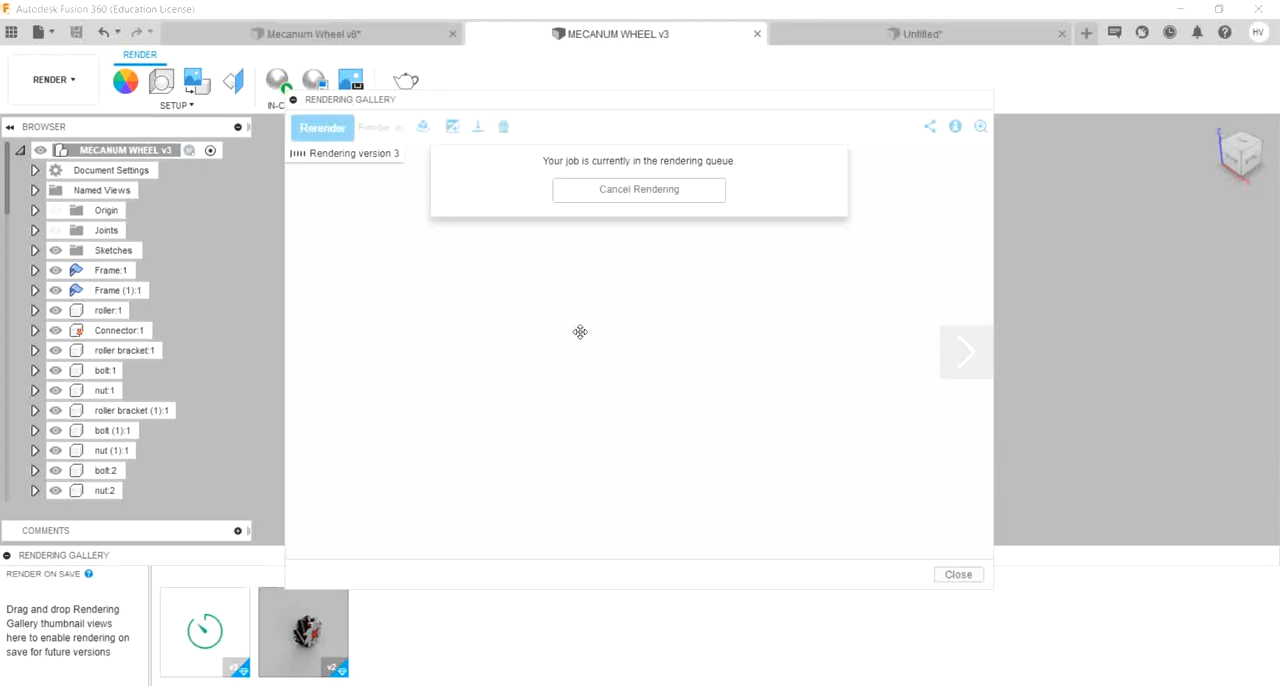 Autodesk Fusion 360 (Education License)
Mecanum Wheel v8*
MECANUM WHEEL v3
Untitled*
HV
RENDER
RENDER
SETUP
IN-C
RENDERING GALLERY
BROWSER
Rerender
Render as
Rendering version 3
Your job is currently in the rendering queue.
Cancel Rendering
MECANUM WHEEL v3
Document Settings
Named Views
Origin
Joints
Sketches
Frame:1
Frame (1):1
roller:1
Connector:1
roller bracket:1
bolt:1
nut:1
roller bracket (1):1
bolt (1):1
nut (1):1
bolt:2
nut:2
COMMENTS
RENDERING GALLERY
RENDER ON SAVE
Close
Drag and drop Rendering
Gallery thumbnail views
here to enable rendering on
save for future versions
v3
v2